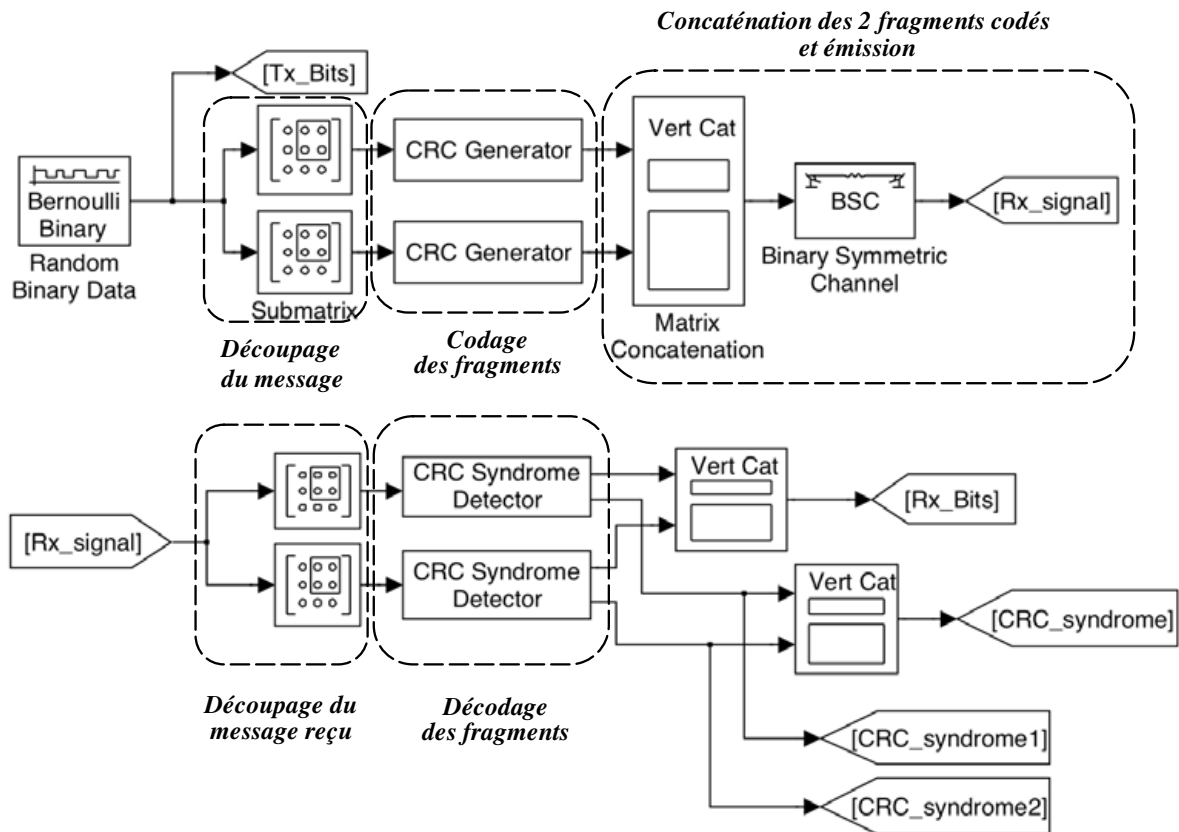 Concaténation des 2 fragments codés
et émission
[Tx_Bits]
Bernoulli
Binary
Random
Binary Data
Submatrix
Découpage
du message
CRC Generator
CRC Generator
Codage
des fragments
Vert Cat
Matrix
Concatenation
BSC
Binary Symmetric
Channel
[Rx_signal]
[Rx_signal]
Découpage du
message reçu
CRC Syndrome
Detector
CRC Syndrome
Detector
Décodage
des fragments
Vert Cat
[Rx_Bits]
Vert Cat
[CRC_syndrome]
[CRC_syndrome1]
[CRC_syndrome2]